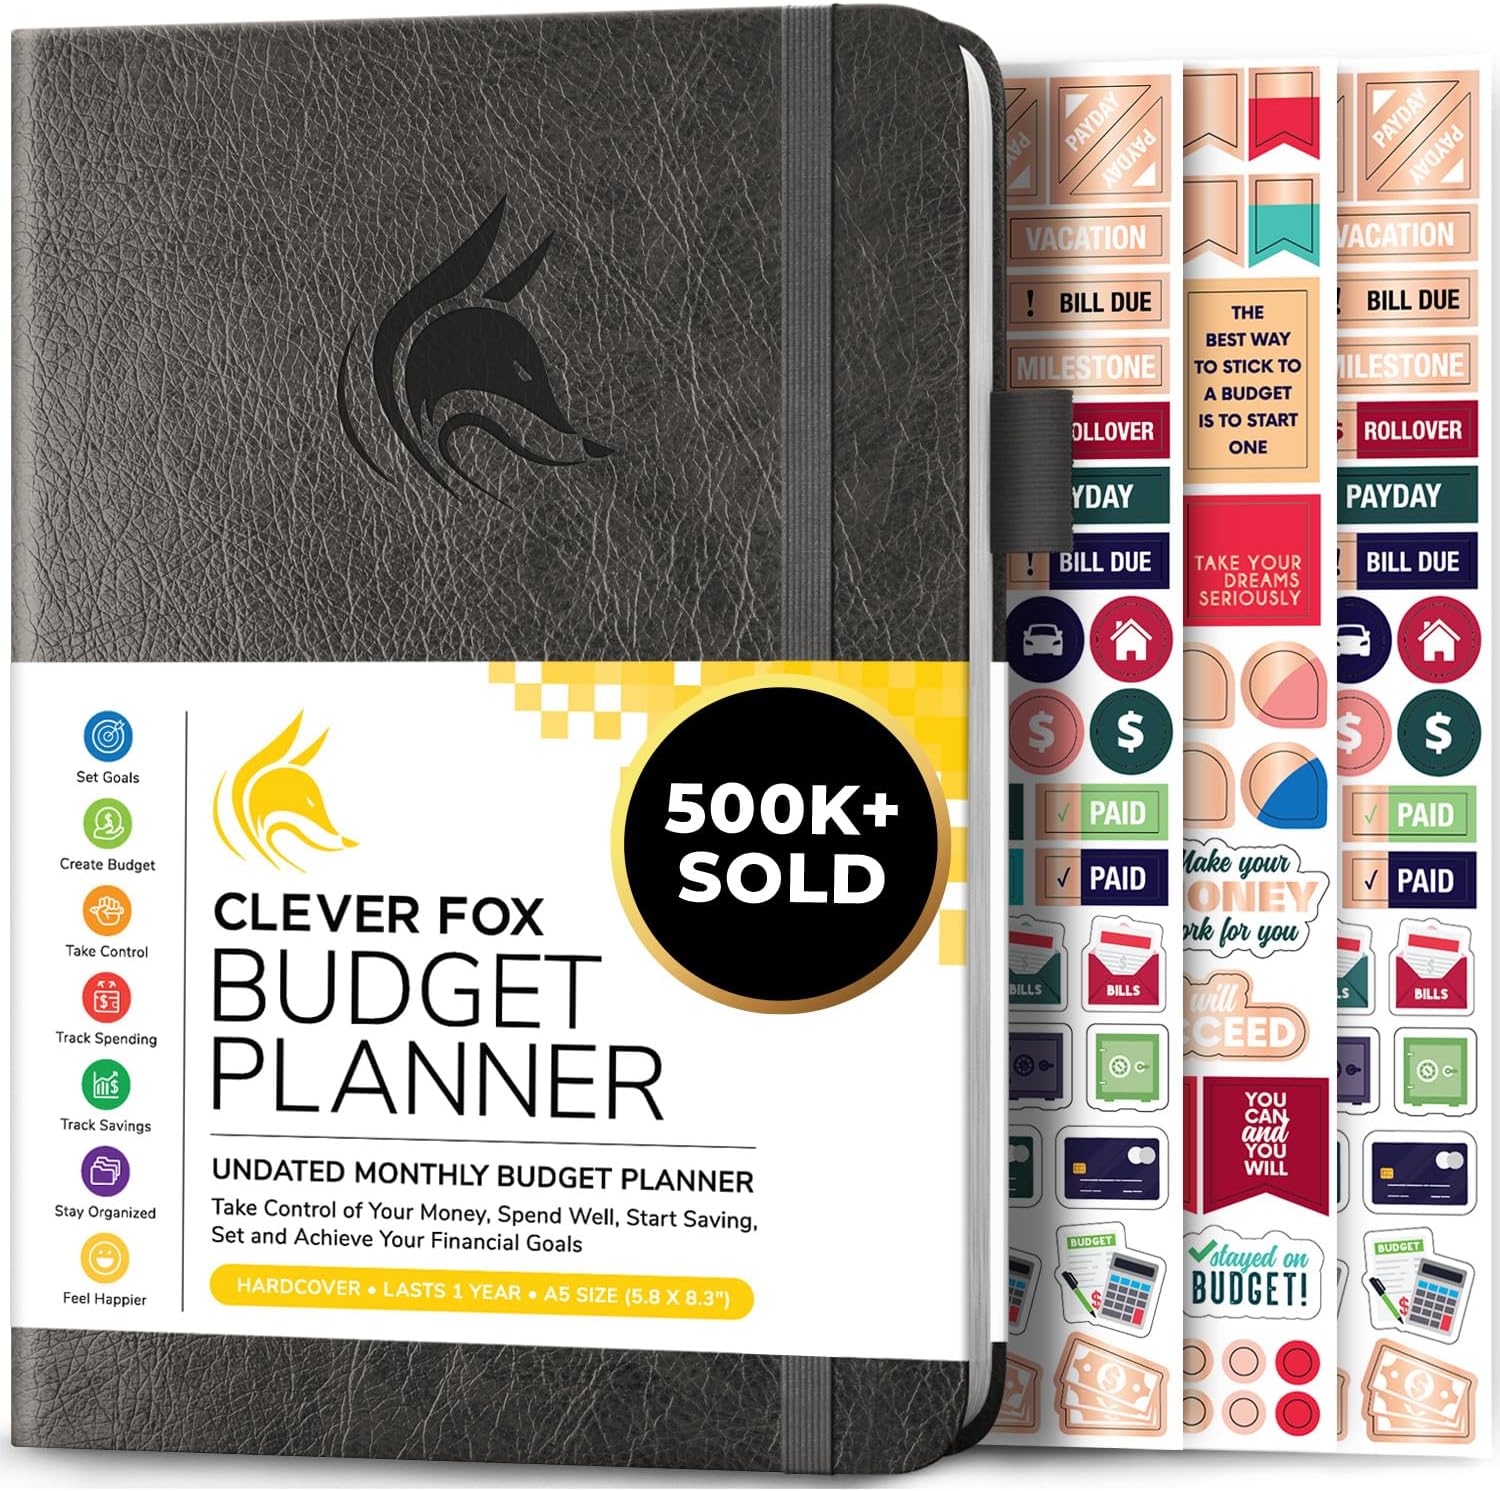 Set Goals
Create Budget
Take Control
Track Spending
Track Savings
Stay Organized
Feel Happier
CLEVER FOX
BUDGET
PLANNER
UNDATED MONTHLY BUDGET PLANNER
Take Control of Your Money, Spend Well, Start Saving,
Set and Achieve Your Financial Goals
HARDCOVER • LASTS 1 YEAR • A5 SIZE (5.8 X 8.3")
500K+
SOLD
PAYDAY
PAYDAY
VACATION
! BILL DUE
MILESTONE
OLLOVER
YDAY
! BILL DUE
$
$
✓ PAID
✓ PAID
BILLS
BILLS
BUDGET
$
THE
BEST WAY
TO STICK TO
A BUDGET
IS TO START
ONE
TAKE YOUR
DREAMS
SERIOUSLY
Make your
ONEY
ork for you
will
CCEED
YOU
CAN
and
YOU
WILL
stayed on
BUDGET!
PAYDAY
PAYDAY
VACATION
! BILL DUE
MILESTONE
$ ROLLOVER
PAYDAY
! BILL DUE
$
$
✓ PAID
✓ PAID
LS
BILLS
BUDGET
$